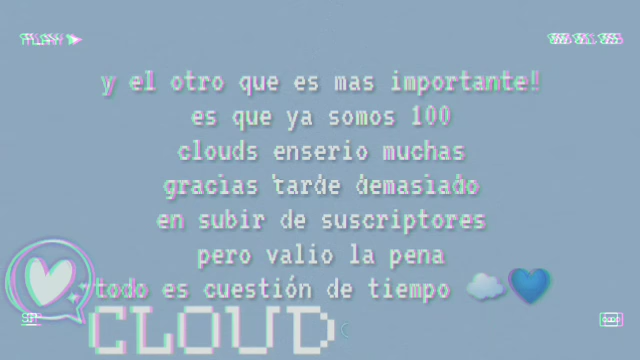 PLAY
y el otro que es mas importante!
es que ya somos 100
clouds enserio muchas
gracias tarde demasiado
en subir de suscriptores
pero valio la pena
todo es cuestión de tiempo
CLOUD